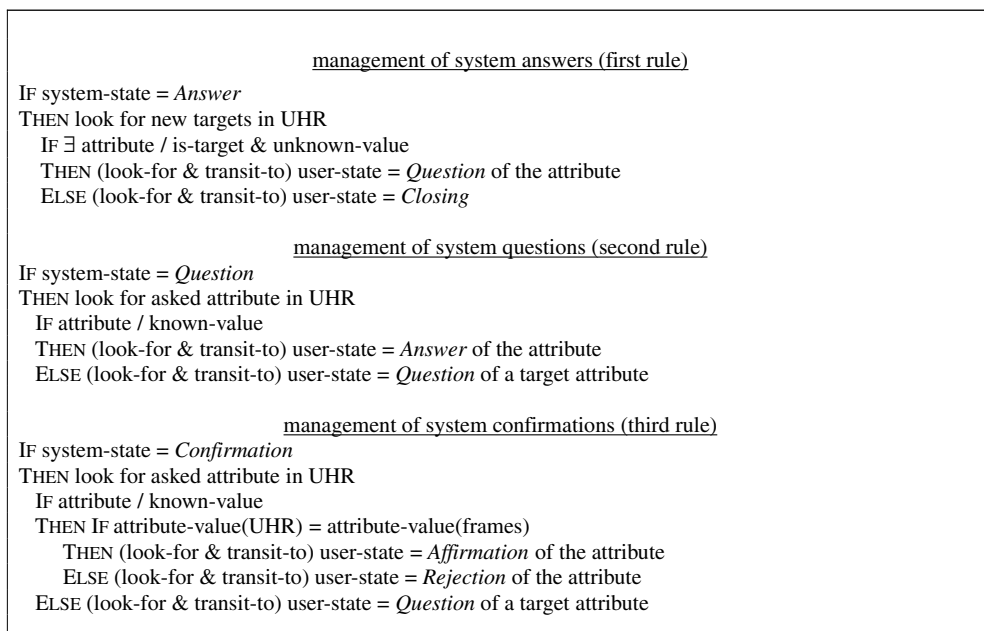 management of system answers (first rule)
IF system-state = Answer
THEN look for new targets in UHR
IF ∃ attribute / is-target & unknown-value
THEN (look-for & transit-to) user-state = Question of the attribute
ELSE (look-for & transit-to) user-state = Closing
management of system questions (second rule)
IF system-state = Question
THEN look for asked attribute in UHR
IF attribute / known-value
THEN (look-for & transit-to) user-state = Answer of the attribute
ELSE (look-for & transit-to) user-state = Question of a target attribute
management of system confirmations (third rule)
IF system-state = Confirmation
THEN look for asked attribute in UHR
IF attribute / known-value
THEN IF attribute-value(UHR) = attribute-value(frames)
THEN (look-for & transit-to) user-state = Affirmation of the attribute
ELSE (look-for & transit-to) user-state = Rejection of the attribute
ELSE (look-for & transit-to) user-state = Question of a target attribute